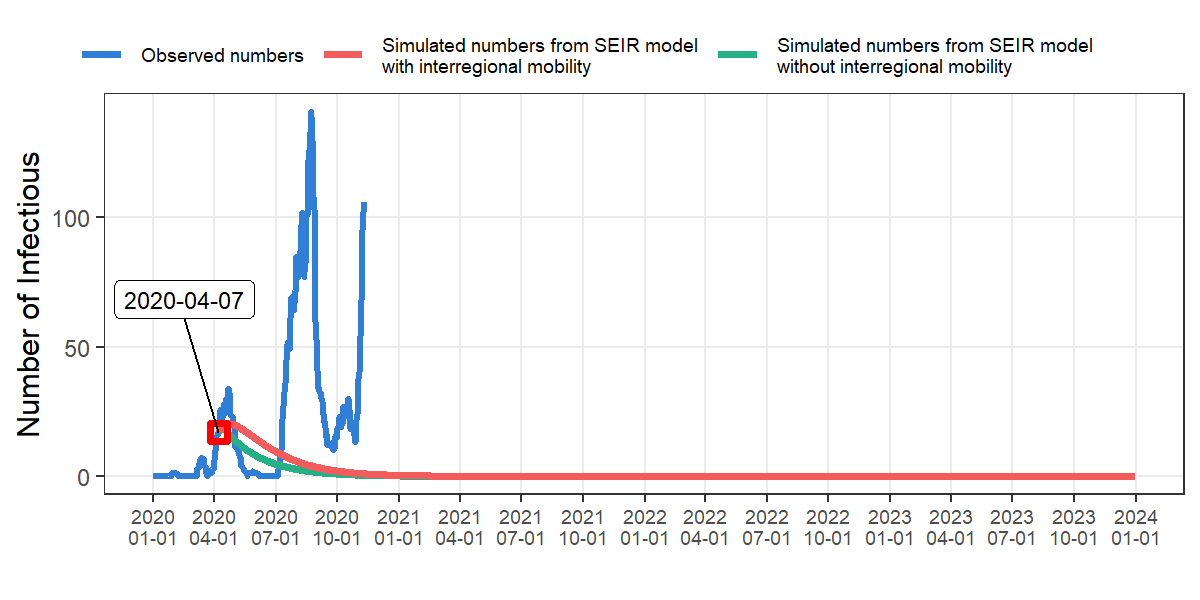 Observed numbers
Simulated numbers from SEIR model
with interregional mobility
Simulated numbers from SEIR model
without interregional mobility
Number of Infectious
100
50
0
2020-04-07
2020 2020 2020 2020 2021 2021 2021 2021 2022 2022 2022 2022 2023 2023 2023 2023 2024
01-01 04-01 07-01 10-01 01-01 04-01 07-01 10-01 01-01 04-01 07-01 10-01 01-01 04-01 07-01 10-01 01-01